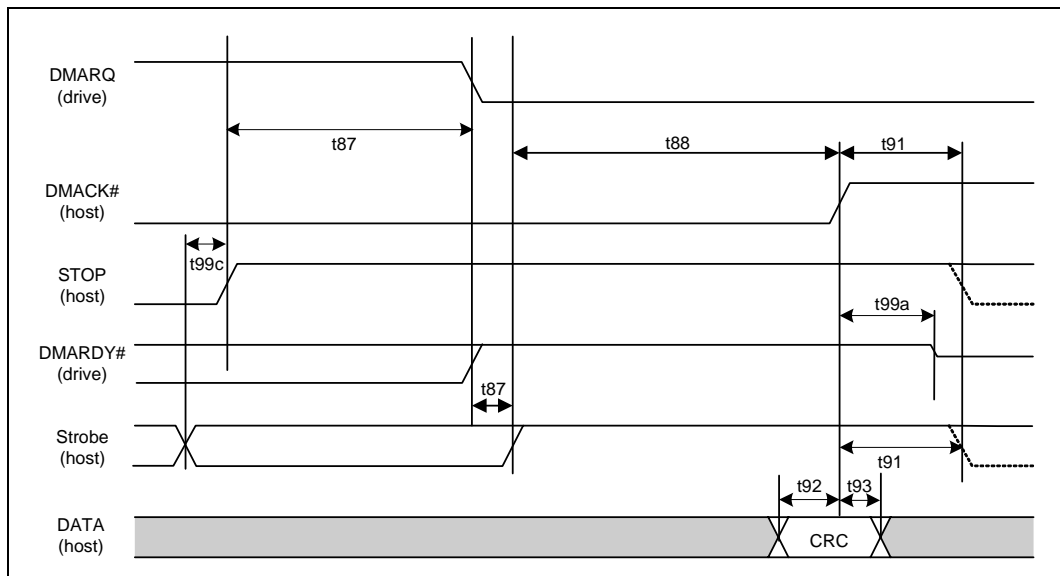 DMARQ
(drive)
t87
t88
t91
DMACK#
(host)
t99c
STOP
(host)
t99a
DMARDY#
(drive)
t87
Strobe
(host)
t91
t92
t93
DATA
(host)
CRC